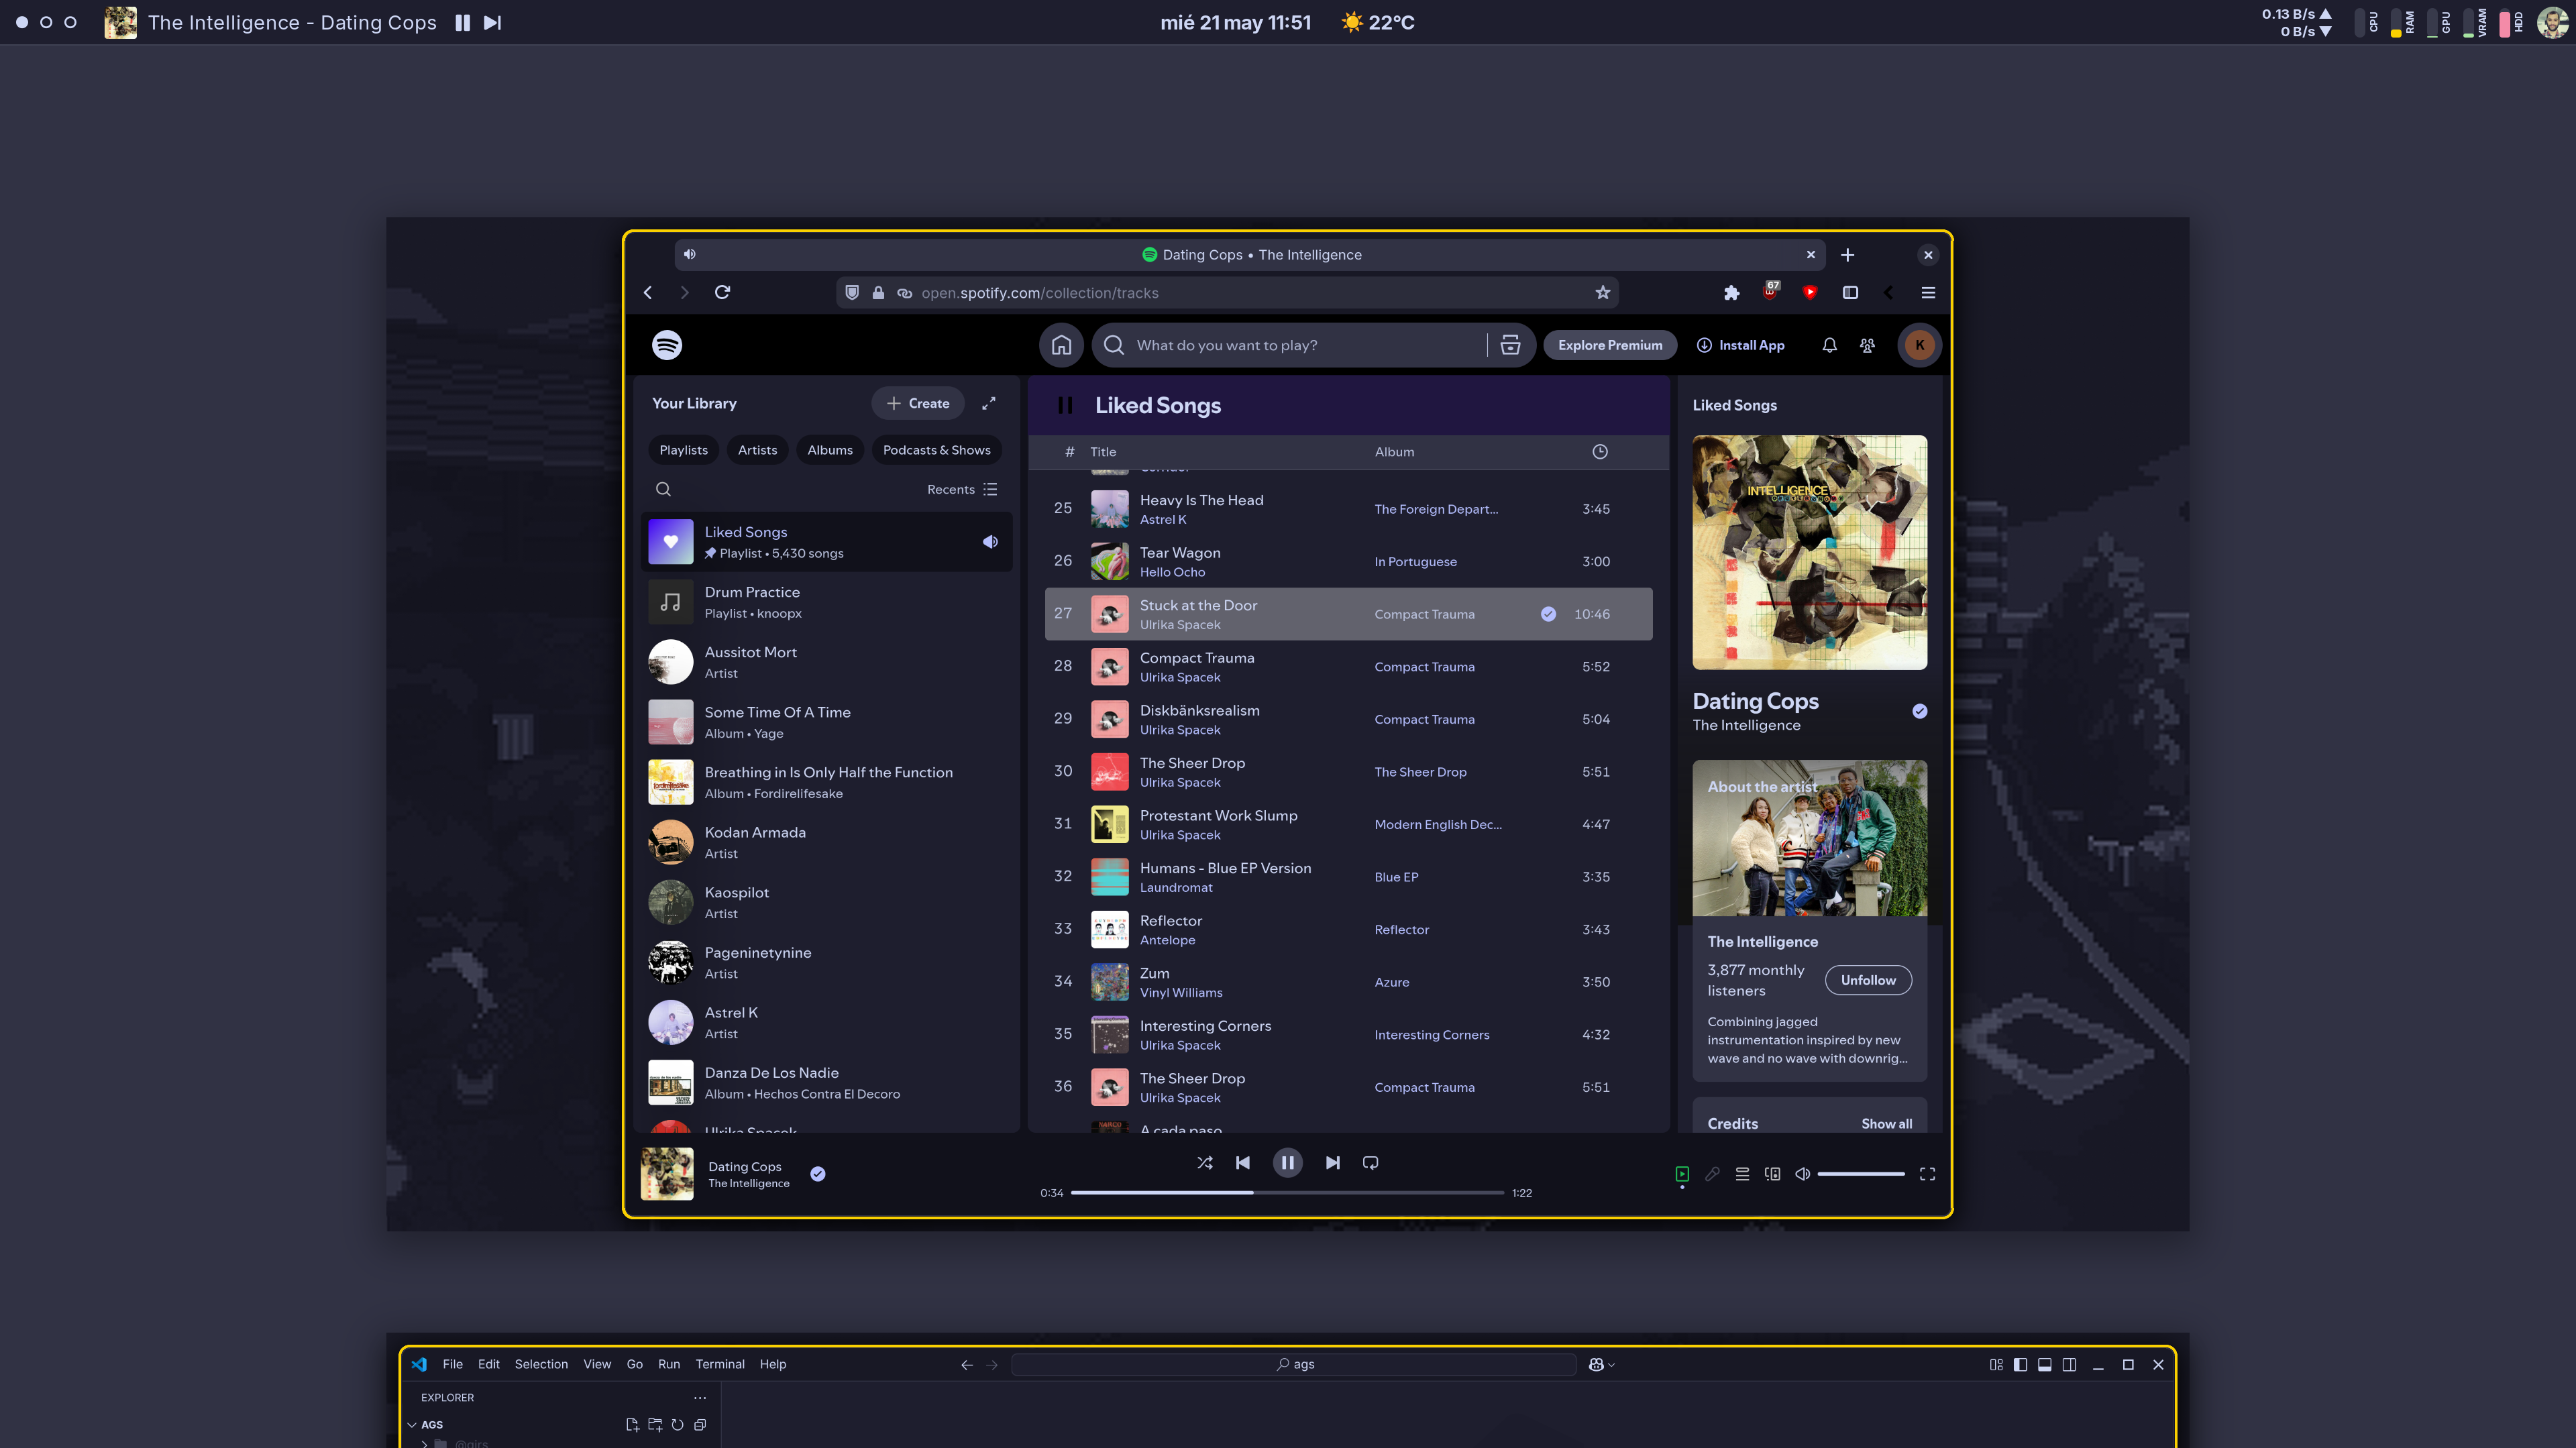 The Intelligence - Dating Cops
mié 21 may 11:51
22°C
0.13 B/s
0 B/s
CPU
RAM
GPU
VRAM
HDD
Dating Cops • The Intelligence
open.spotify.com/collection/tracks
67
What do you want to play?
Explore Premium
Install App
K
Your Library
Create
Playlists
Artists
Albums
Podcasts & Shows
Recents
Liked Songs
Playlist • 5,430 songs
Drum Practice
Playlist • knoopx
Aussitot Mort
Artist
Some Time Of A Time
Album • Yage
Breathing in Is Only Half the Function
Album • Fordirelifesake
Kodan Armada
Artist
Kaospilot
Artist
Pageninetynine
Artist
Astrel K
Artist
Danza De Los Nadie
Album • Hechos Contra El Decoro
Ulrika Spacek
Liked Songs
# Title Album
25 Heavy Is The Head The Foreign Depart... 3:45
Astrel K
26 Tear Wagon In Portuguese 3:00
Hello Ocho
27 Stuck at the Door Compact Trauma 10:46
Ulrika Spacek
28 Compact Trauma Compact Trauma 5:52
Ulrika Spacek
29 Diskbänksrealism Compact Trauma 5:04
Ulrika Spacek
30 The Sheer Drop The Sheer Drop 5:51
Ulrika Spacek
31 Protestant Work Slump Modern English Dec... 4:47
Ulrika Spacek
32 Humans - Blue EP Version Blue EP 3:35
Laundromat
33 Reflector Reflector 3:43
Antelope
34 Zum Azure 3:50
Vinyl Williams
35 Interesting Corners Interesting Corners 4:32
Ulrika Spacek
36 The Sheer Drop Compact Trauma 5:51
Ulrika Spacek
A cada paso
Liked Songs
INTELLIGENCE
Dating Cops
The Intelligence
About the artist
The Intelligence
3,877 monthly
listeners
Unfollow
Combining jagged
instrumentation inspired by new
wave and no wave with downrig...
Credits
Show all
Dating Cops
The Intelligence
0:34
1:22
File Edit Selection View Go Run Terminal Help
ags
EXPLORER
AGS
@girs